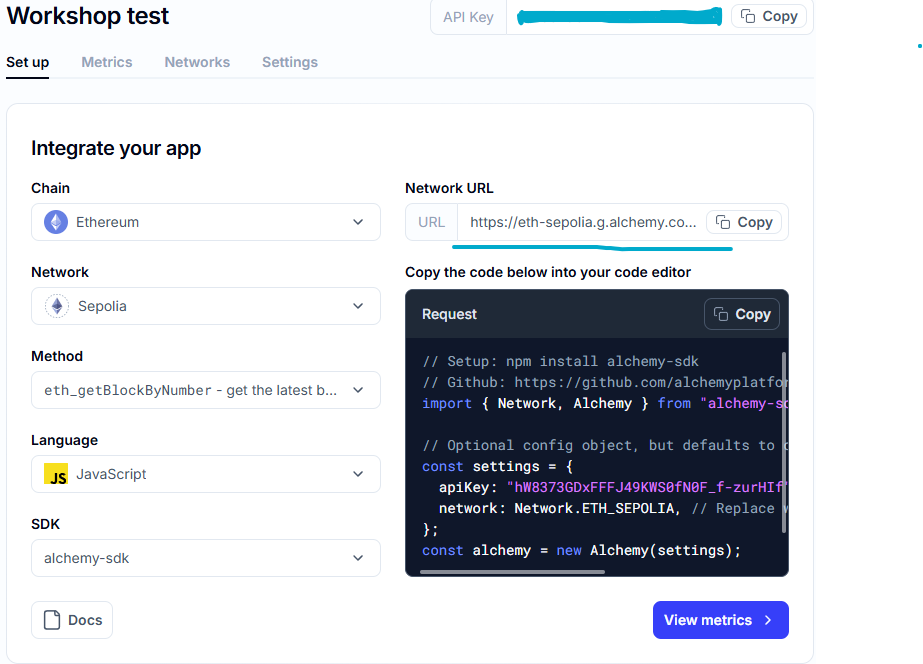 Workshop test
API Key
Copy
Set up Metrics Networks Settings
Integrate your app
Chain
Ethereum
Network
Sepolia
Method
eth_getBlockByNumber - get the latest b...
Language
JS JavaScript
SDK
alchemy-sdk
Docs
Network URL
URL https://eth-sepolia.g.alchemy.co... Copy
Copy the code below into your code editor
Request Copy
// Setup: npm install alchemy-sdk
// Github: https://github.com/alchemyplatfor
import { Network, Alchemy } from "alchemy-sd
// Optional config object, but defaults to
const settings = {
apiKey: "hW8373GDxFFFJ49KWS0fN0F_f-zurHIf"
network: Network.ETH_SEPOLIA, // Replace
};
const alchemy = new Alchemy(settings);
View metrics